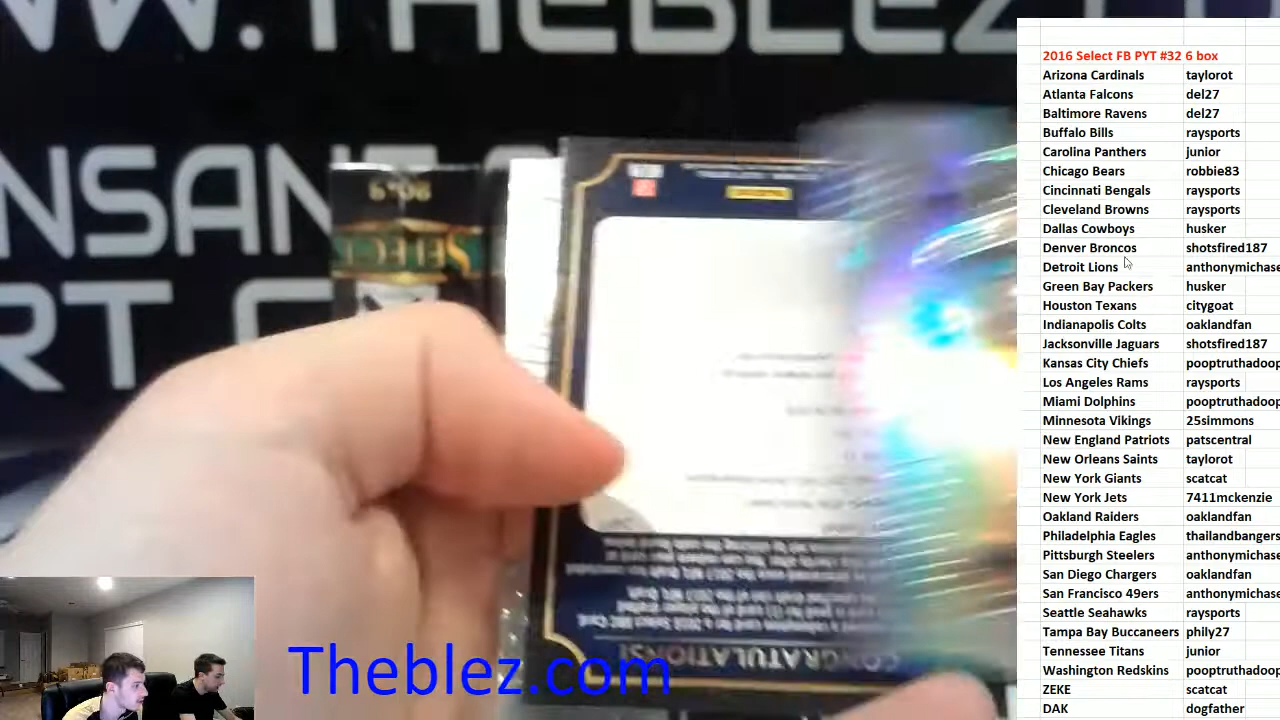 WWW.THEBLEZ
INSAN
RT C
SELECT
CONGRATULATIONS!
Theblez.com
2016 Select FB PYT #32 6 box
Arizona Cardinals taylorot
Atlanta Falcons del27
Baltimore Ravens del27
Buffalo Bills raysports
Carolina Panthers junior
Chicago Bears robbie83
Cincinnati Bengals raysports
Cleveland Browns raysports
Dallas Cowboys husker
Denver Broncos shotsfired187
Detroit Lions anthonymichase
Green Bay Packers husker
Houston Texans citygoat
Indianapolis Colts oaklandfan
Jacksonville Jaguars shotsfired187
Kansas City Chiefs pooptruthadoop
Los Angeles Rams raysports
Miami Dolphins pooptruthadoop
Minnesota Vikings 25simmons
New England Patriots patscentral
New Orleans Saints taylorot
New York Giants scatcat
New York Jets 7411mckenzie
Oakland Raiders oaklandfan
Philadelphia Eagles thailandbangers
Pittsburgh Steelers anthonymichase
San Diego Chargers oaklandfan
San Francisco 49ers anthonymichase
Seattle Seahawks raysports
Tampa Bay Buccaneers phily27
Tennessee Titans junior
Washington Redskins pooptruthadoop
ZEKE scatcat
DAK dogfather